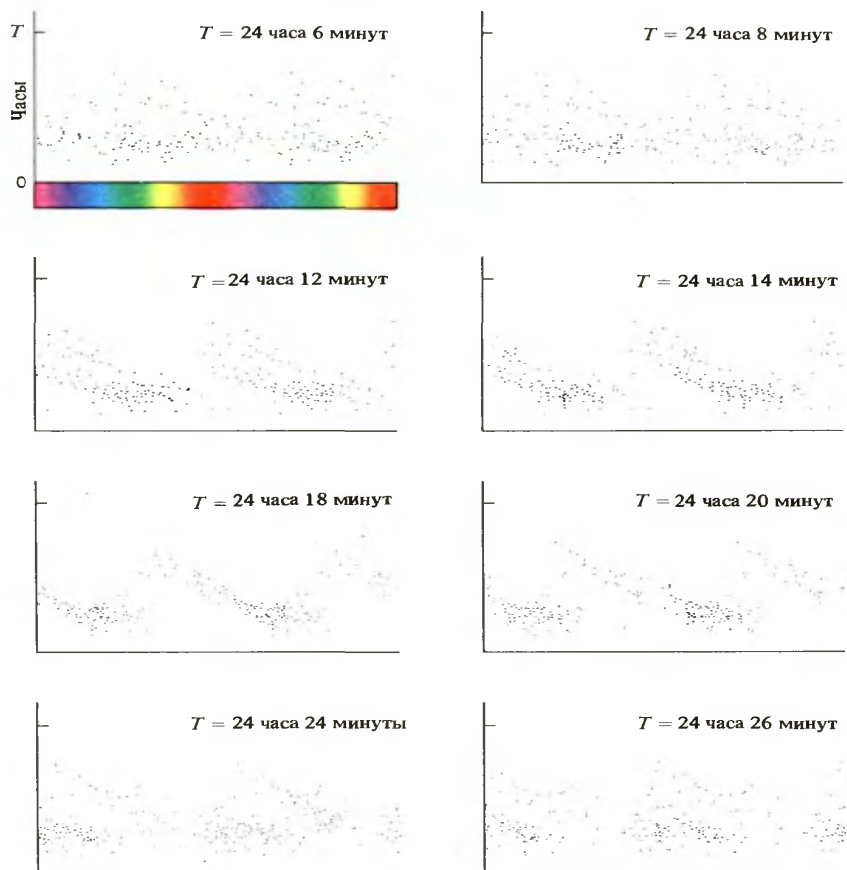 T
T = 24 часа 6 минут
T = 24 часа 8 минут
Часы
0
T = 24 часа 12 минут
T = 24 часа 14 минут
T = 24 часа 18 минут
T = 24 часа 20 минут
T = 24 часа 24 минуты
T = 24 часа 26 минут